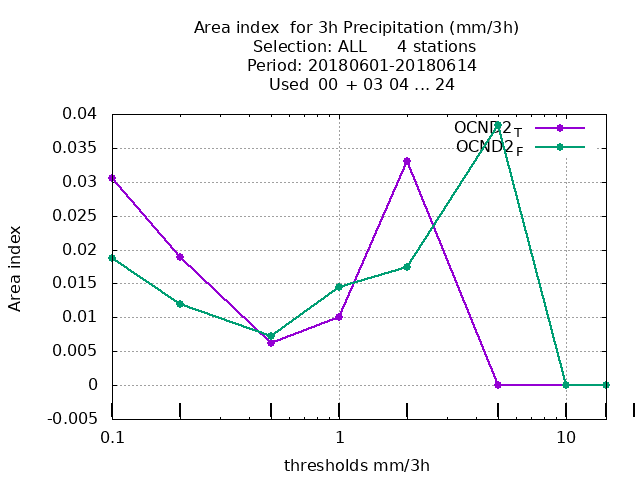 Area index  for 3h Precipitation (mm/3h)
Selection: ALL      4 stations
Period: 20180601-20180614
Used  00 + 03 04 ... 24
0.04
0.035
0.03
0.025
0.02
0.015
0.01
0.005
0
-0.005
Area index
OCND2T
OCND2F
0.1
1
10
thresholds mm/3h